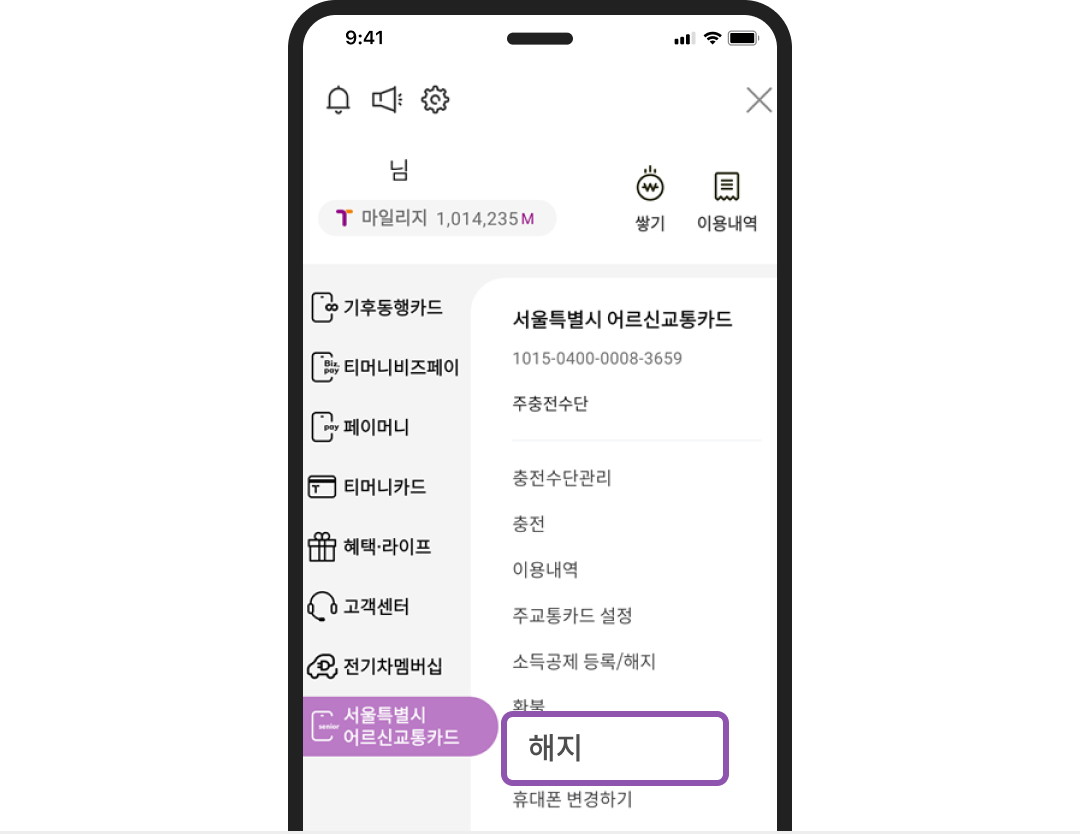 9:41
님
T 마일리지 1,014,235 M
쌓기
이용내역
기후동행카드
Biz, pay 티머니비즈페이
pay 페이머니
T 티머니카드
혜택·라이프
고객센터
전기차멤버십
senior 서울특별시
어르신교통카드
서울특별시 어르신교통카드
1015-0400-0008-3659
주충전수단
충전수단관리
충전
이용내역
주교통카드 설정
소득공제 등록/해지
환불
해지
휴대폰 변경하기